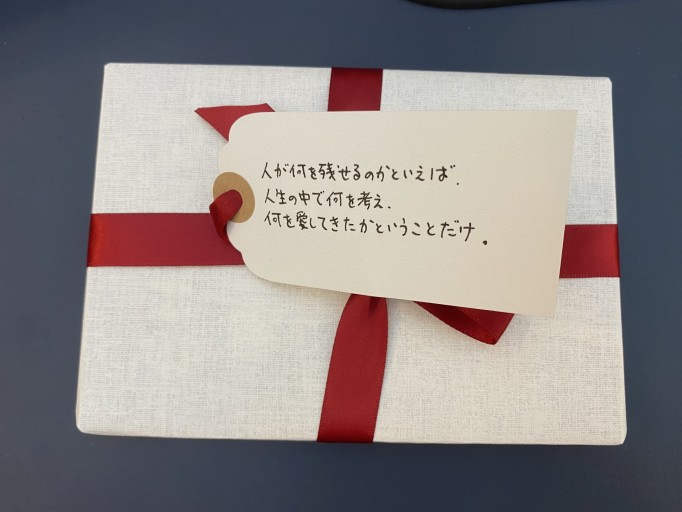 人が何を残せるのかといえば、
人生の中で何を考え、
何を愛してきたかということだけ。